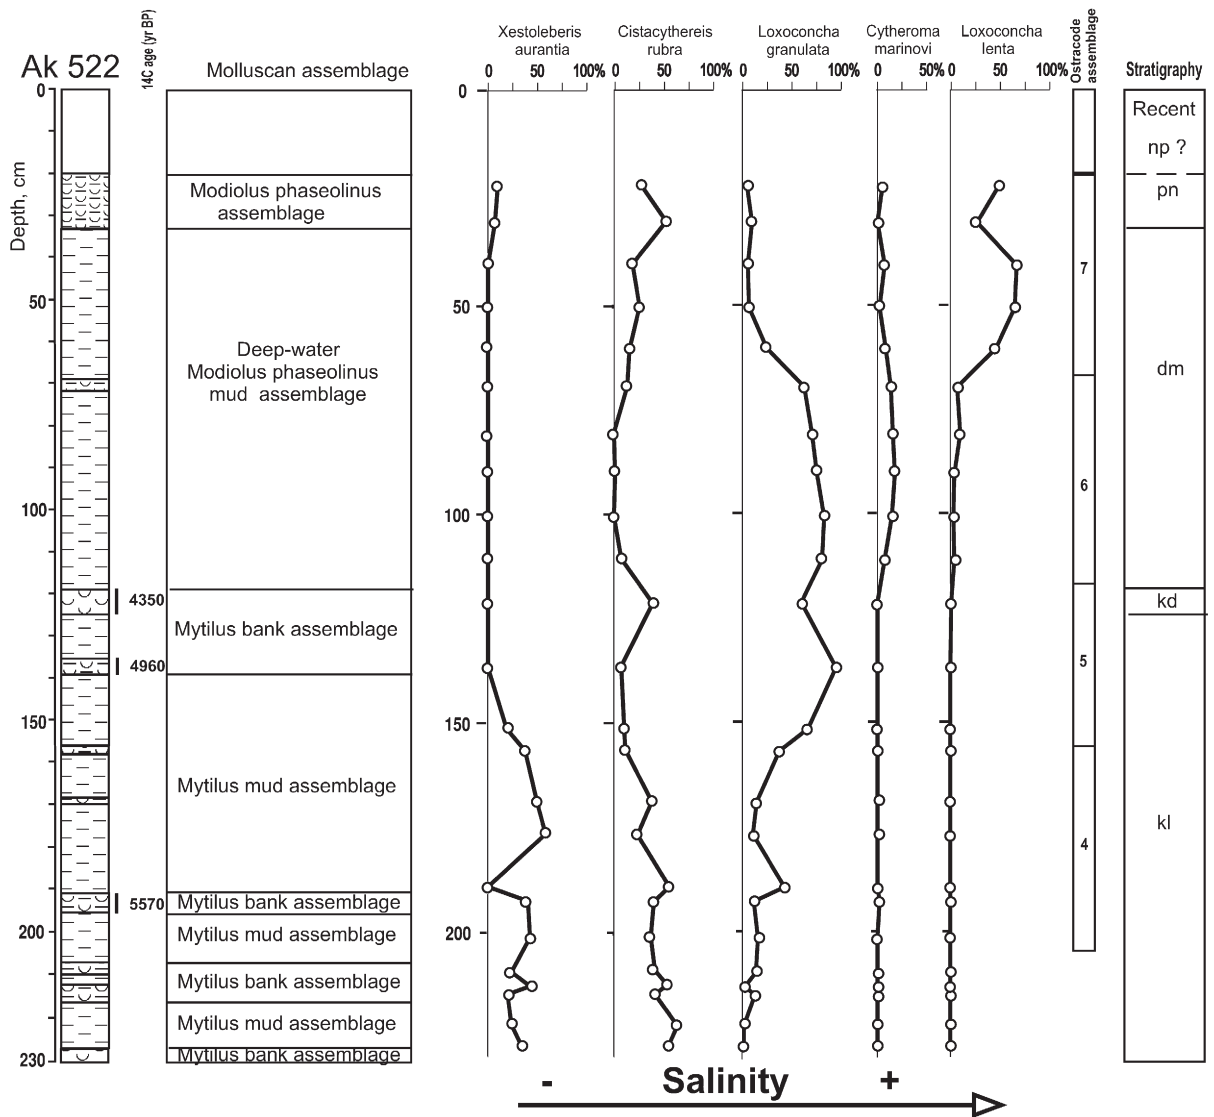 Ak 522
14C age (yr BP)
Molluscan assemblage
Xestoleberis
aurantia
Cistacythereis
rubra
Loxoconcha
granulata
Cytheroma
marinovi
Loxoconcha
lenta
Ostracode
assemblage
Stratigraphy
0 50 100%
0 50 100%
0 50 100%
0 50%
0 50 100%
Depth, cm
0
50
100
150
200
230
4350
4960
5570
Modiolus phaseolinus
assemblage
Deep-water
Modiolus phaseolinus
mud assemblage
Mytilus bank assemblage
Mytilus mud assemblage
Mytilus bank assemblage
Mytilus mud assemblage
Mytilus bank assemblage
Mytilus mud assemblage
Mytilus bank assemblage
0
50
100
150
200
7
6
5
4
Recent
np ?
pn
dm
kd
kl
- Salinity +